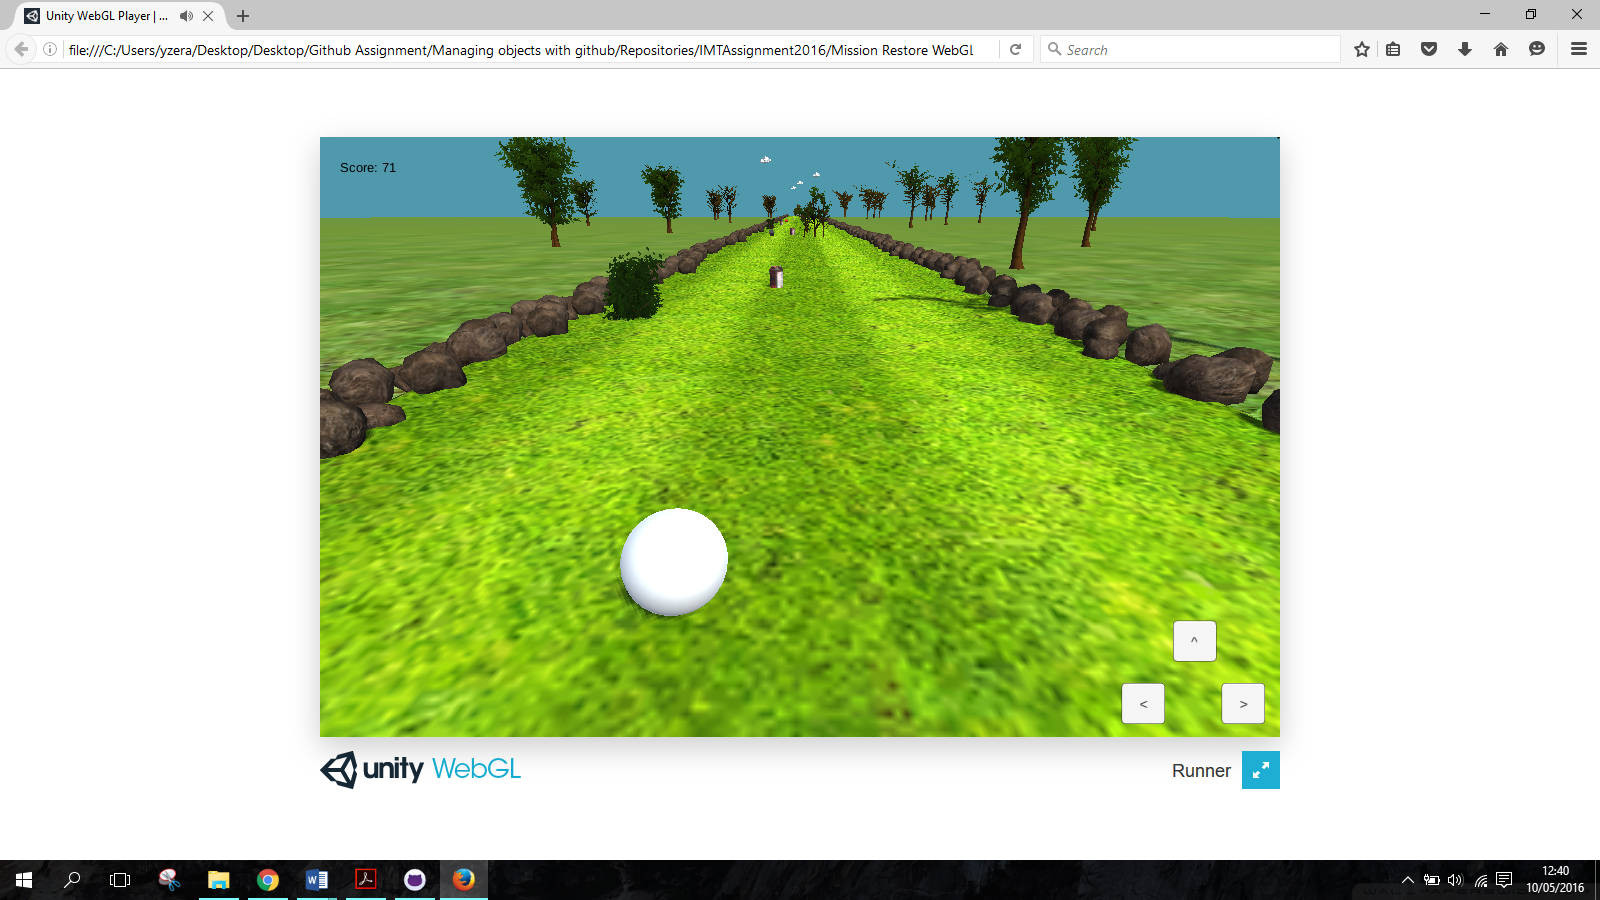 Unity WebGL Player | ...
file:///C:/Users/yzera/Desktop/Desktop/Github Assignment/Managing objects with github/Repositories/IMTAssignment2016/Mission Restore WebGL
Search
Score: 71
^
< >
unity WebGL
Runner
12:40
10/05/2016